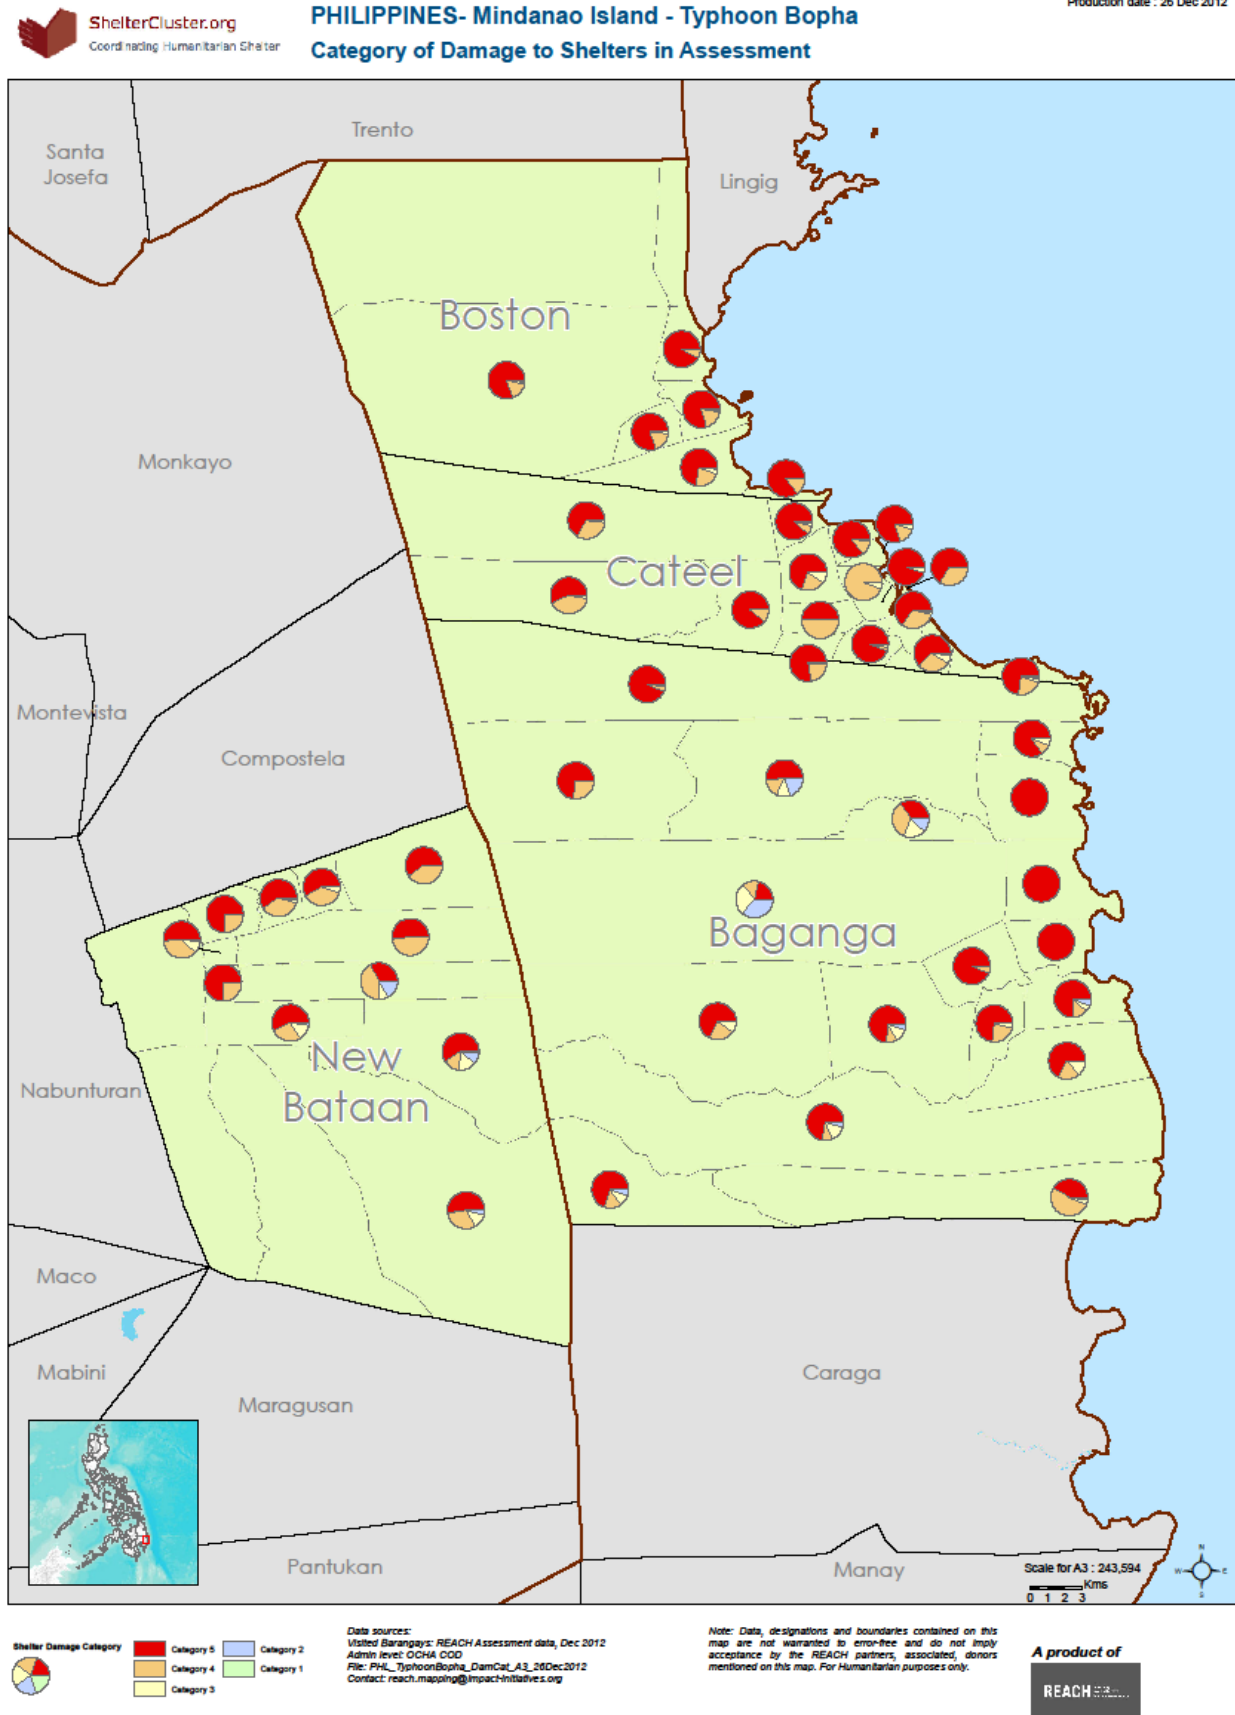 ShelterCluster.org
Coordinating Humanitarian Shelter
PHILIPPINES- Mindanao Island - Typhoon Bopha
Category of Damage to Shelters in Assessment
Production date : 26 Dec 2012
Santa
Josefa
Trento
Lingig
Boston
Monkayo
Cateel
Montevista
Compostela
Baganga
New
Bataan
Nabunturan
Maco
Mabini
Maragusan
Caraga
Pantukan
Manay
Scale for A3 : 243,594
Kms
0 1 2 3
N
W
E
S
Shelter Damage Category
Category 5
Category 4
Category 3
Category 2
Category 1
Data sources:
Visited Barangays: REACH Assessment data, Dec 2012
Admin level: OCHA COD
File: PHL_TyphoonBopha_DamCat_A3_26Dec2012
Contact: reach.mapping@impact-initiatives.org
Note: Data, designations and boundaries contained on this
map are not warranted to error-free and do not imply
acceptance by the REACH partners, associated, donors
mentioned on this map. For Humanitarian purposes only.
A product of
REACH